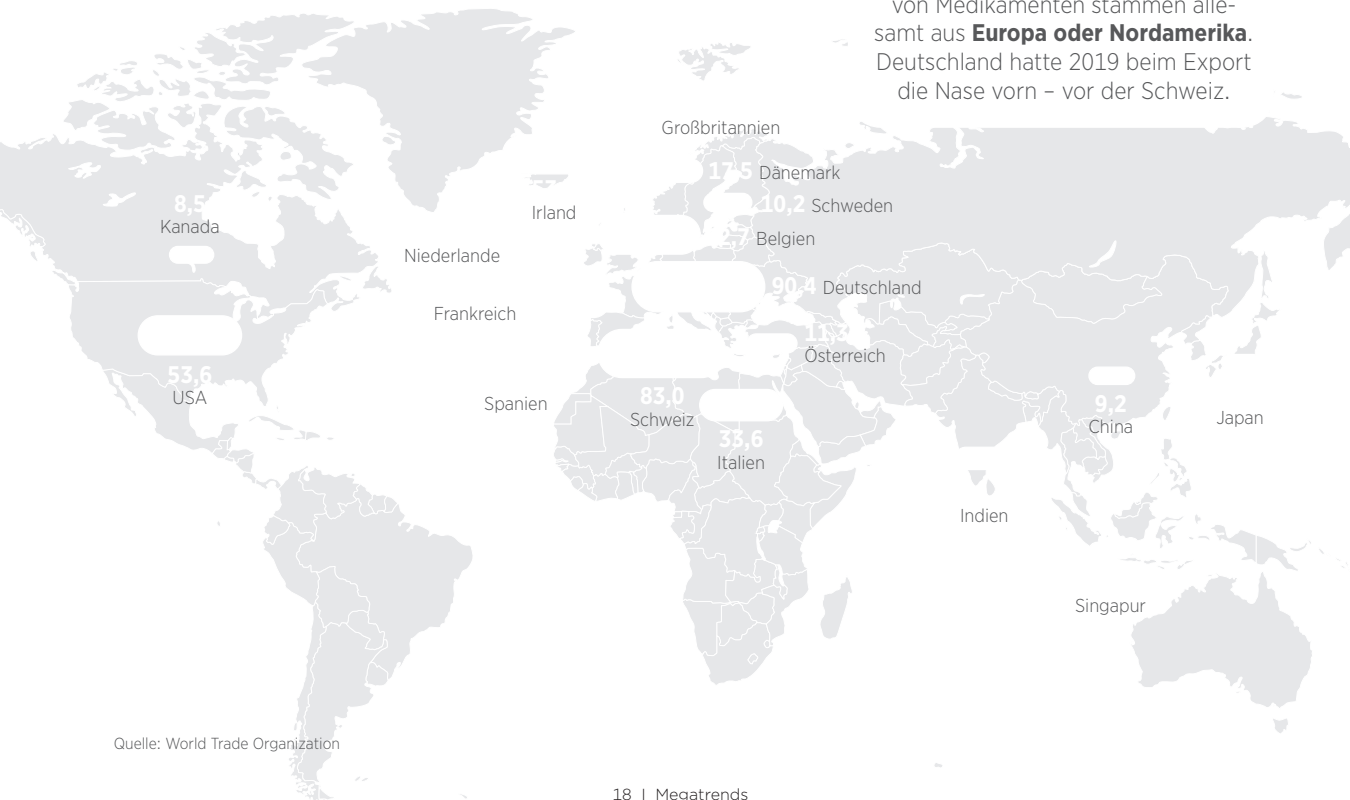 von Medikamenten stammen alle-
samt aus Europa oder Nordamerika.
Deutschland hatte 2019 beim Export
die Nase vorn – vor der Schweiz.
Großbritannien
17,5 Dänemark
8,5
Kanada
10,2 Schweden
Irland
Belgien
Niederlande
90,4 Deutschland
Frankreich
11,3
Österreich
53,6
USA
83,0
Schweiz
Spanien
9,2
China
Japan
33,6
Italien
Indien
Singapur
Quelle: World Trade Organization
18 | Megatrends